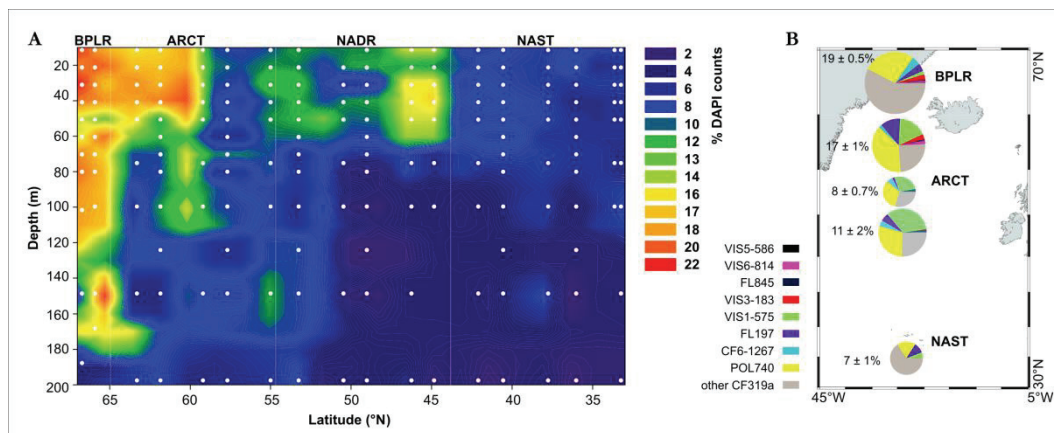 A
BPLR ARCT NADR NAST
20
40
60
80
100
120
140
160
180
200
Depth (m)
65 60 55 50 45 40 35
Latitude (°N)
2
4
6
8
10
12
13
14
16
17
18
20
22
% DAPI counts
B
19 ± 0.5%
BPLR
70°N
17 ± 1%
ARCT
8 ± 0.7%
11 ± 2%
VIS5-586
VIS6-814
FL845
VIS3-183
VIS1-575
FL197
CF6-1267
POL740
other CF319a
NAST
7 ± 1%
30°N
45°W 5°W